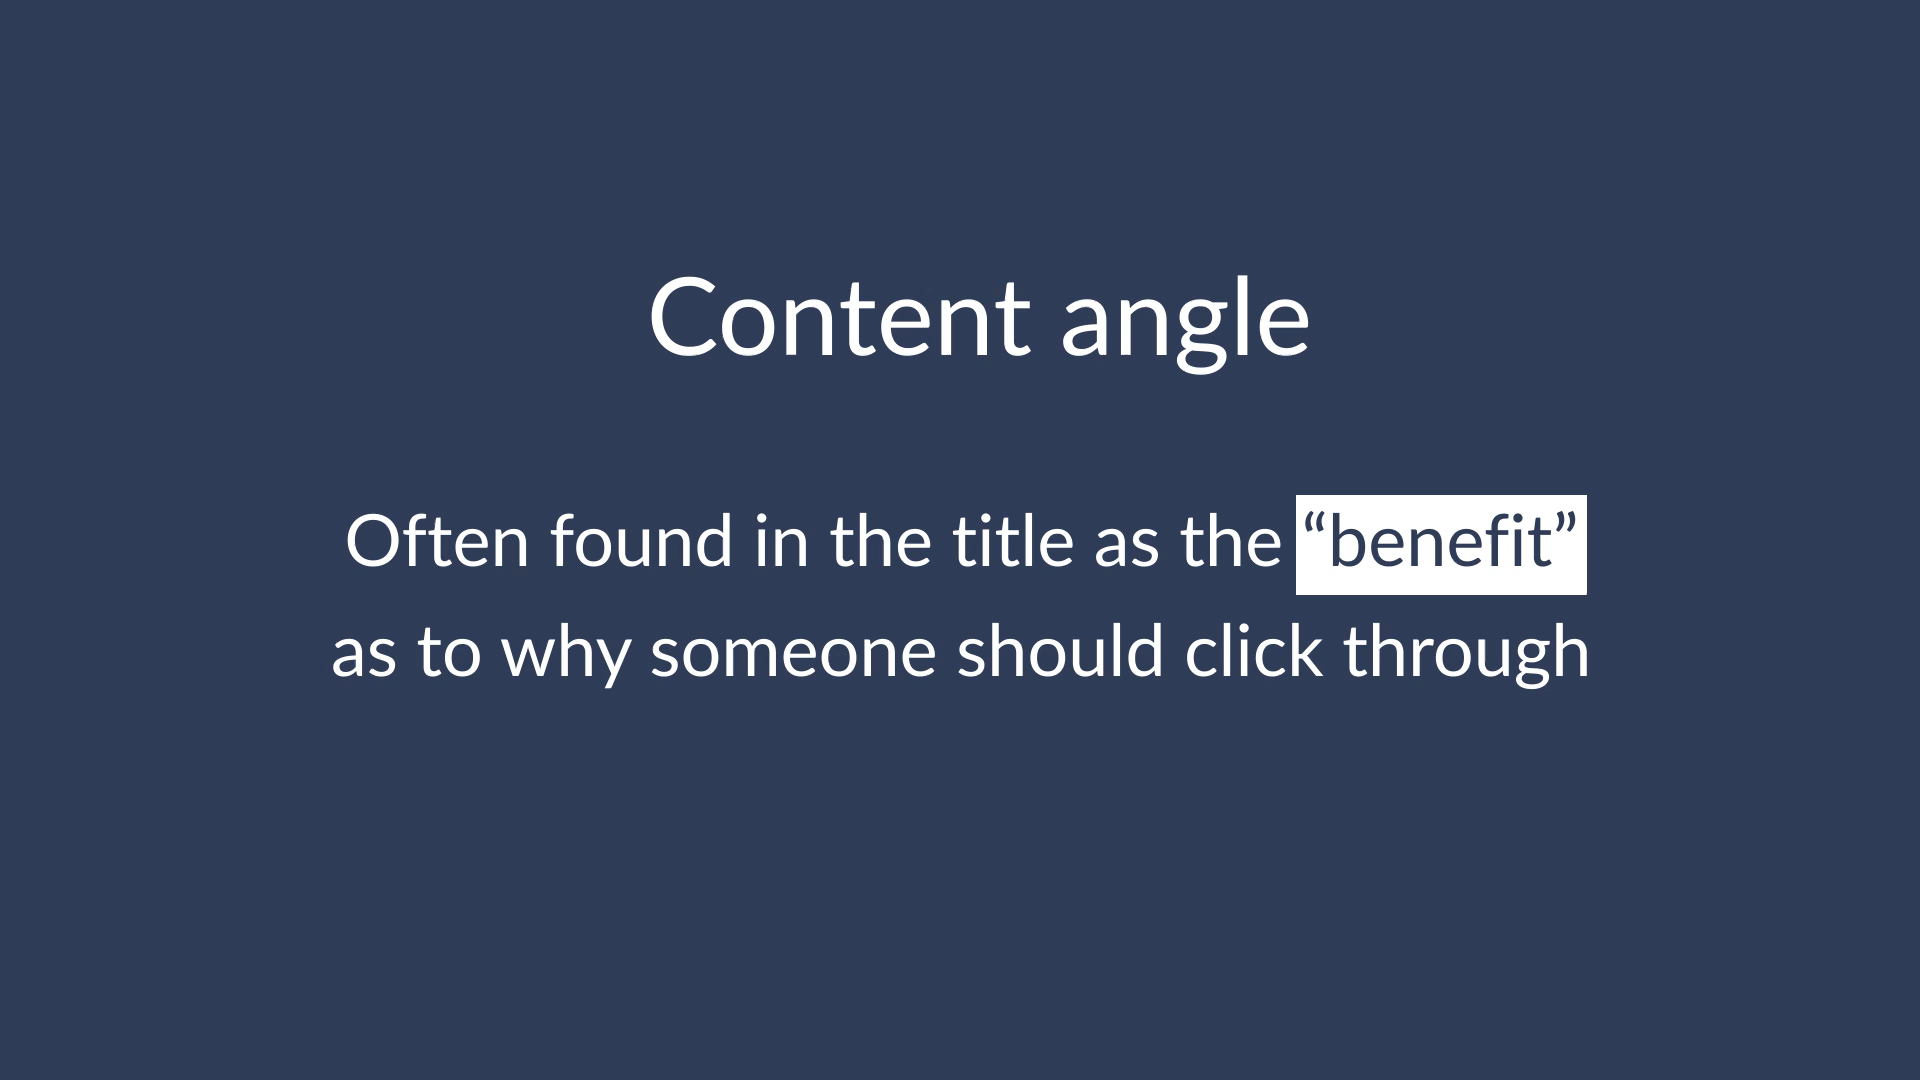 Content angle
Often found in the title as the “benefit”
as to why someone should click through